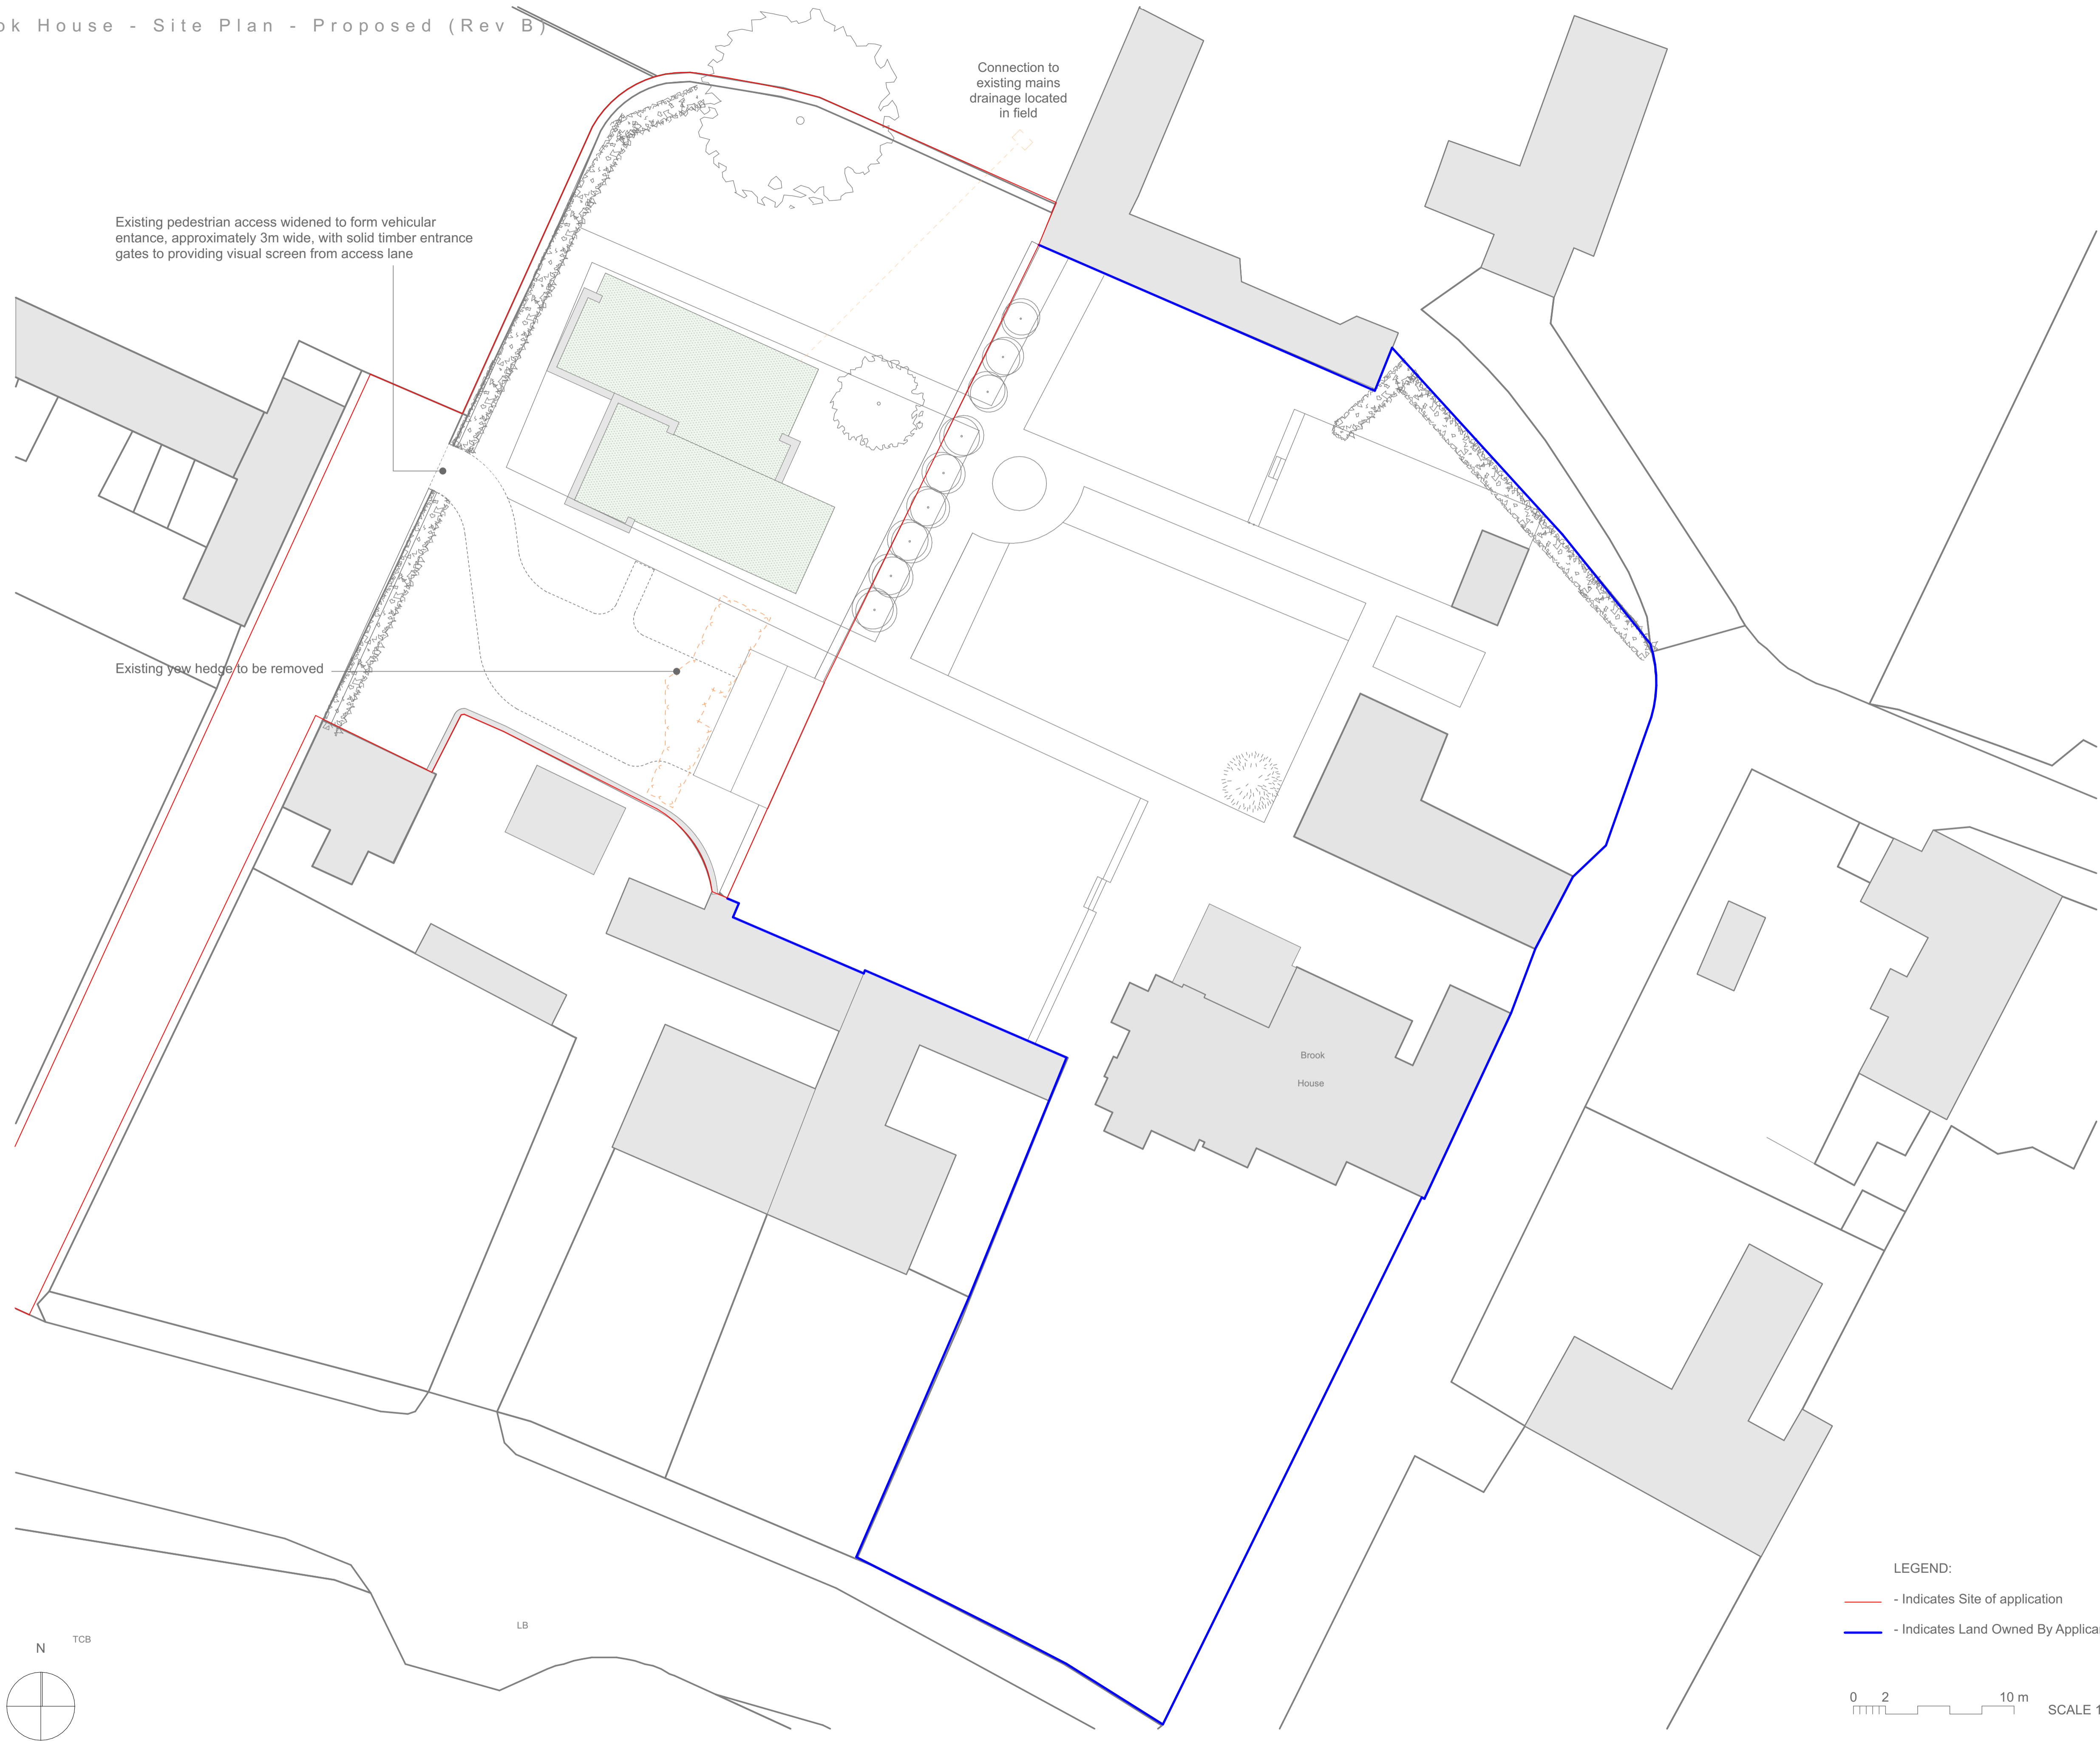 ok House - Site Plan - Proposed (Rev B)
Connection to
existing mains
drainage located
in field
Existing pedestrian access widened to form vehicular
entance, approximately 3m wide, with solid timber entrance
gates to providing visual screen from access lane
Existing yew hedge to be removed
Brook
House
LEGEND:
- Indicates Site of application
- Indicates Land Owned By Applica
LB
TCB
N
0 2 10 m
SCALE 1